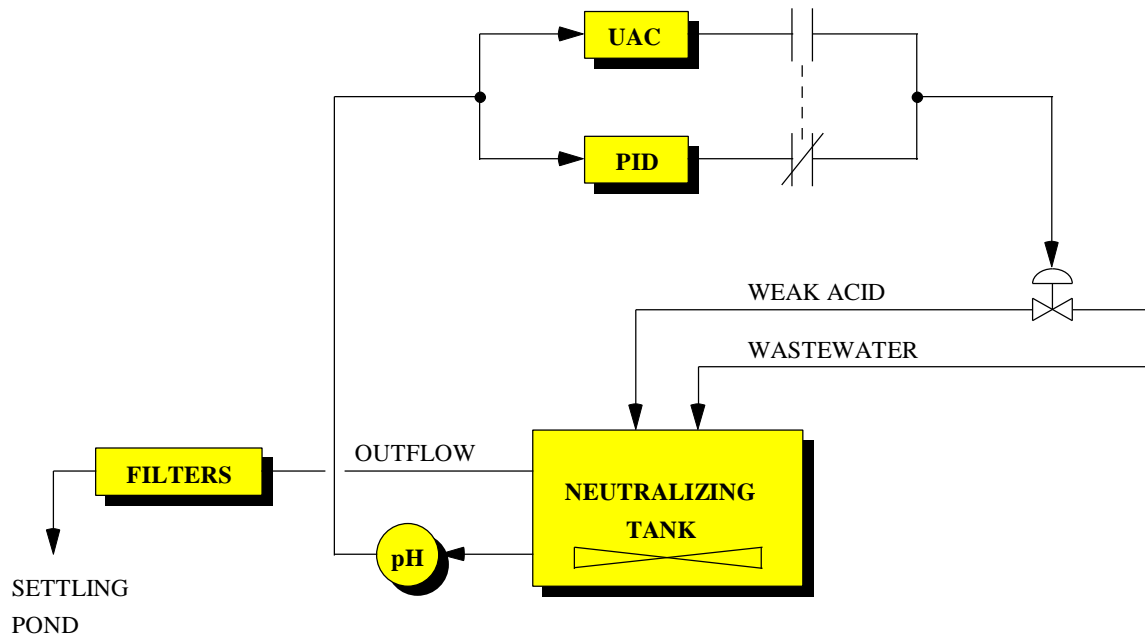 UAC
PID
WEAK ACID
WASTEWATER
OUTFLOW
FILTERS
NEUTRALIZING
TANK
pH
SETTLING
POND